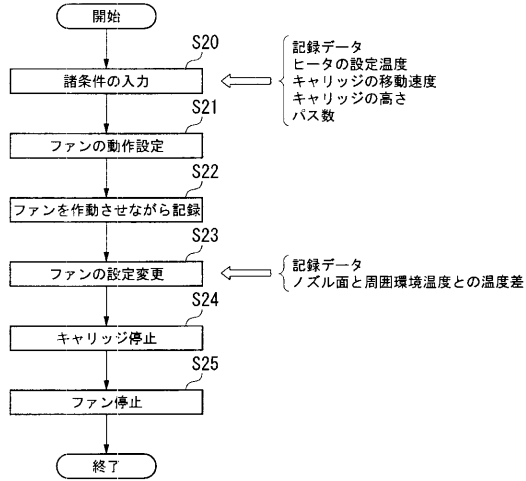 開始
S20
諸条件の入力
記録データ
ヒータの設定温度
キャリッジの移動速度
キャリッジの高さ
パス数
S21
ファンの動作設定
S22
ファンを作動させながら記録
S23
ファンの設定変更
記録データ
ノズル面と周囲環境温度との温度差
S24
キャリッジ停止
S25
ファン停止
終了